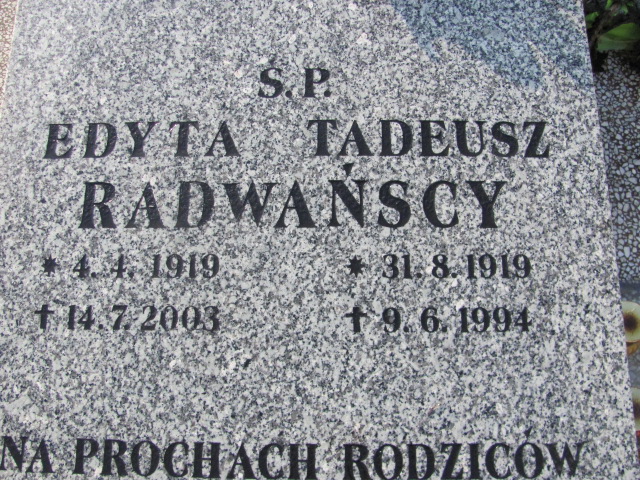 Ś.P.
EDYTA TADEUSZ
RADWAŃSCY
* 4. 4. 1919 * 31. 8. 1919
† 14. 7. 2003 † 9. 6. 1994
NA PROCHACH RODZICÓW